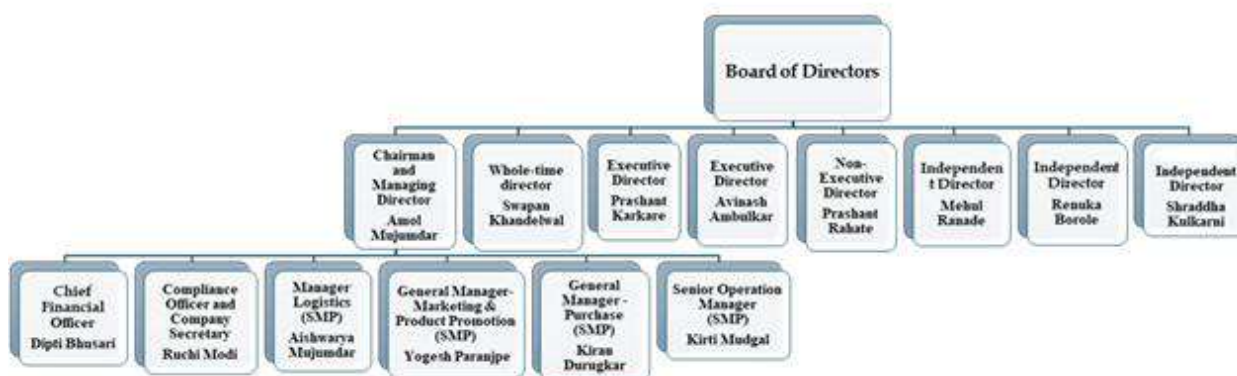 Board of Directors
Chairman
and
Managing
Director
Amol
Mujumdar
Whole-time
director
Swapan
Khandelwal
Executive
Director
Prashant
Karkare
Executive
Director
Avinash
Ambulkar
Non-
Executive
Director
Prashant
Rahate
Independen
t Director
Mehul
Ranade
Independent
Director
Renuka
Borole
Independent
Director
Shraddha
Kulkarni
Chief
Financial
Officer
Dipti Bhusari
Compliance
Officer and
Company
Secretary
Ruchi Modi
Manager
Logistics
(SMP)
Aishwarya
Mujumdar
General Manager-
Marketing &
Product Promotion
(SMP)
Yogesh Paranjpe
General
Manager -
Purchase
(SMP)
Kiran
Durugkar
Senior Operation
Manager
(SMP)
Kirti Mudgal